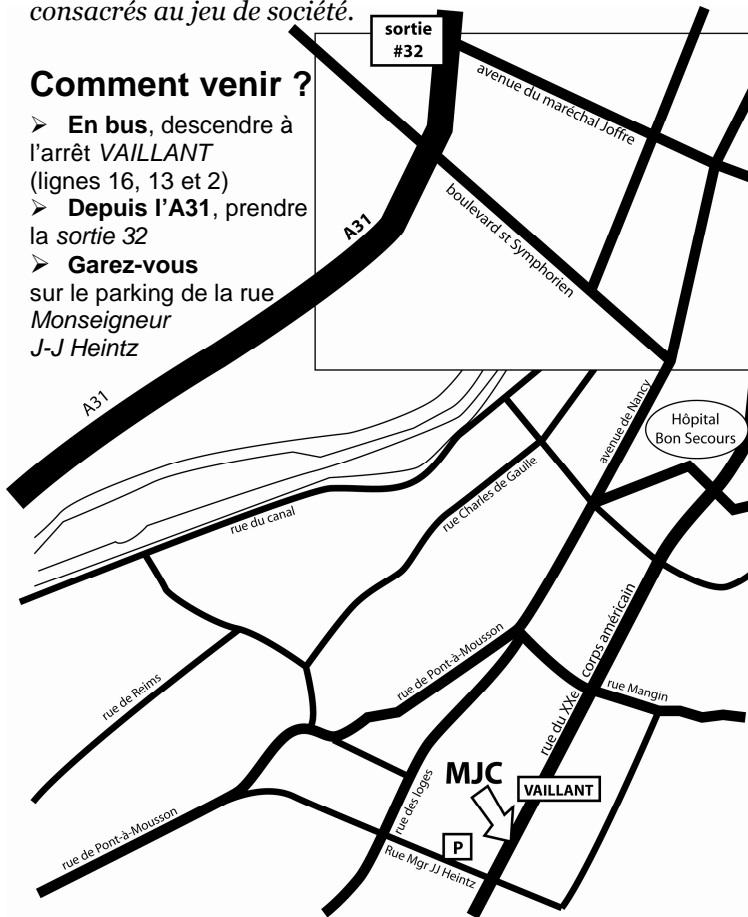 consacrés au jeu de société.
Comment venir ?
➢ En bus, descendre à
l'arrêt VAILLANT
(lignes 16, 13 et 2)
➢ Depuis l'A31, prendre
la sortie 32
➢ Garez-vous
sur le parking de la rue
Monseigneur
J-J Heintz
sortie
#32
avenue du maréchal Joffre
boulevard st Symphorien
A31
A31
avenue de Nancy
Hôpital
Bon Secours
rue Charles de Gaulle
rue du canal
rue de Pont-à-Mousson
rue du XXe corps américain
rue Mangin
rue de Reims
MJC
VAILLANT
rue des loges
P
Rue Mgr JJ Heintz
rue de Pont-à-Mousson